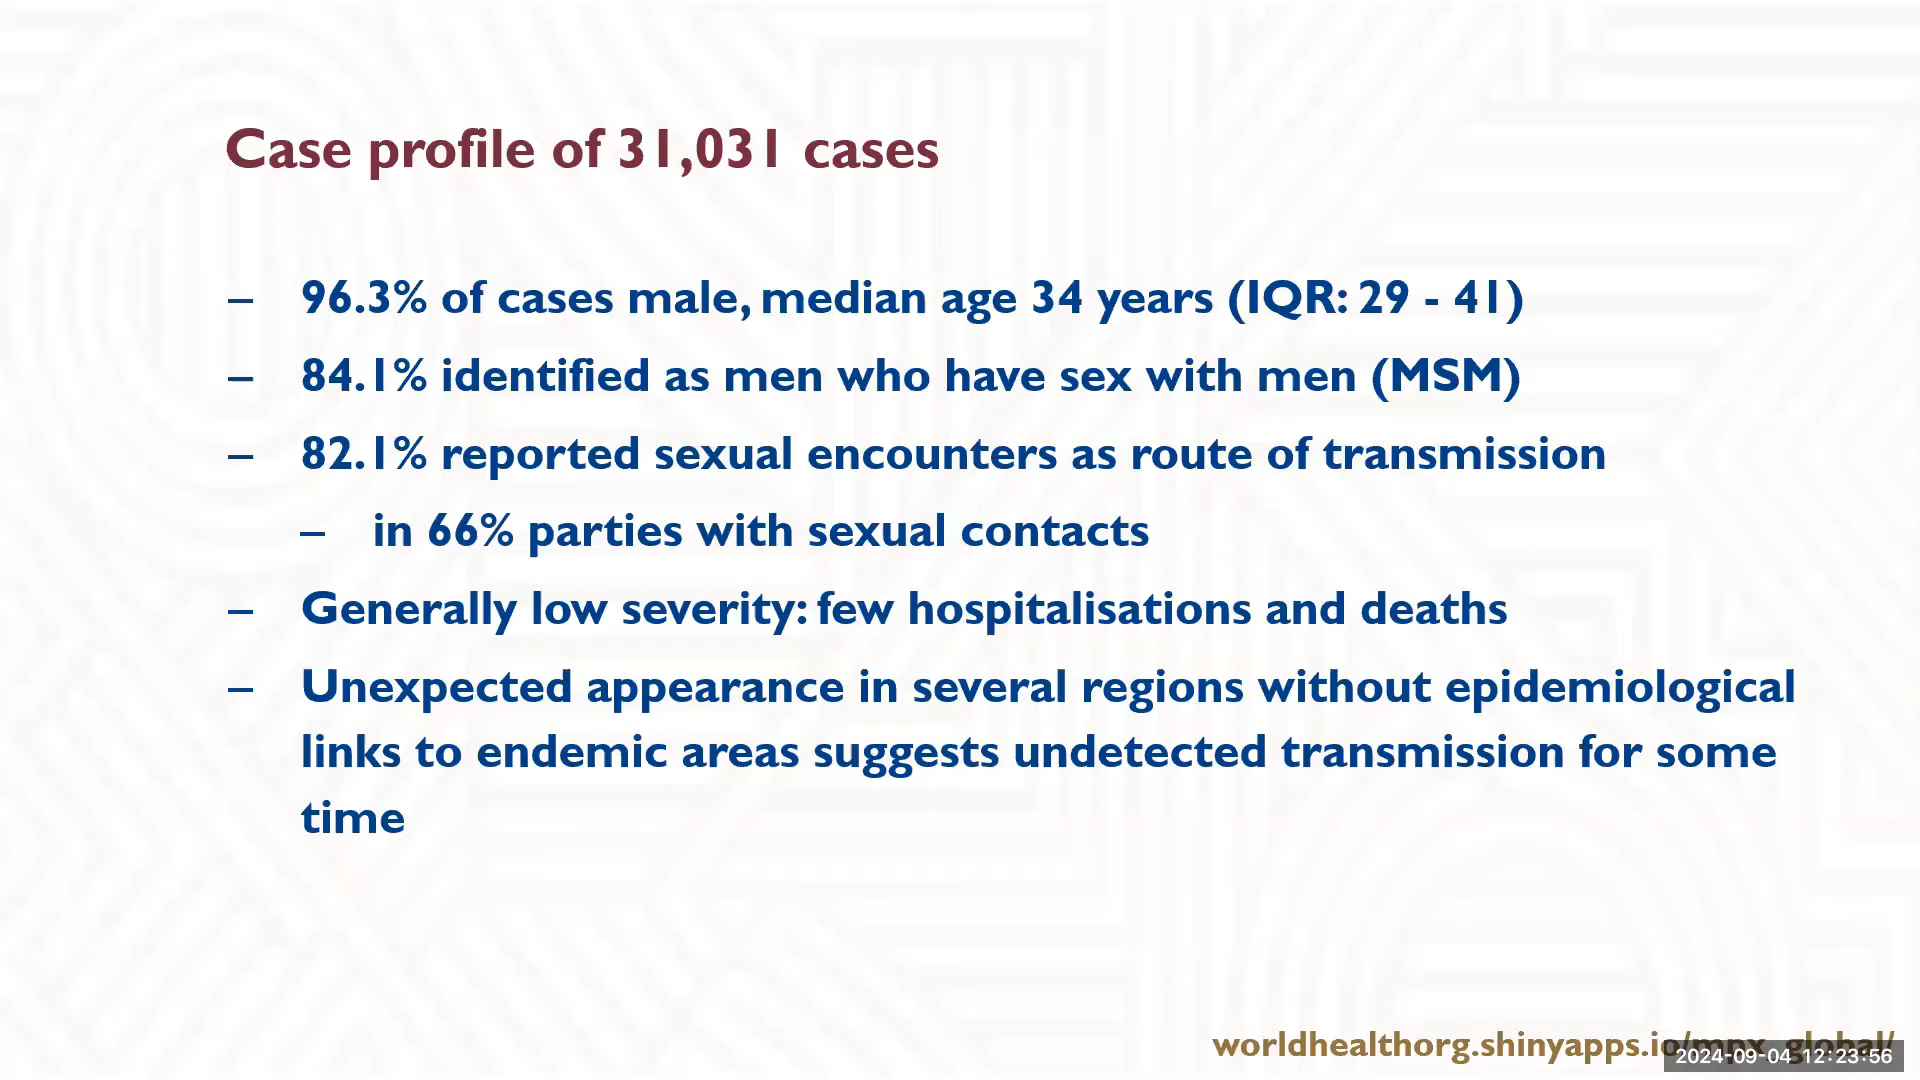 Case profile of 31,031 cases
– 96.3% of cases male, median age 34 years (IQR: 29 - 41)
– 84.1% identified as men who have sex with men (MSM)
– 82.1% reported sexual encounters as route of transmission
– in 66% parties with sexual contacts
– Generally low severity: few hospitalisations and deaths
– Unexpected appearance in several regions without epidemiological
links to endemic areas suggests undetected transmission for some
time
worldhealthorg.shinyapps.io/mpx_global/
2024-09-04 12:23:56